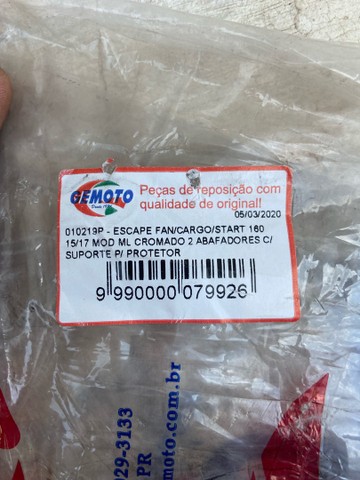 GEMOTO
Peças de reposição com
qualidade de original!
05/03/2020
010219P - ESCAPE FAN/CARGO/START 160
15/17 MOD ML CROMADO 2 ABAFADORES C/
SUPORTE P/ PROTETOR
9 990000 079926
029-3133
PR
moto.com.br